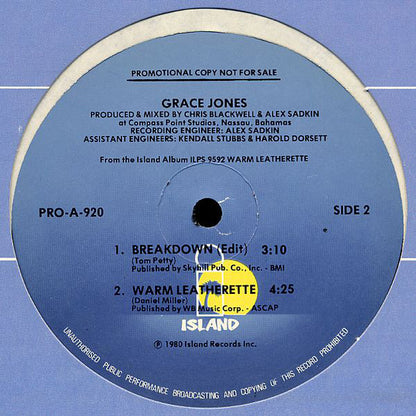 PROMOTIONAL COPY NOT FOR SALE
GRACE JONES
PRODUCED & MIXED BY CHRIS BLACKWELL & ALEX SADKIN
at Compass Point Studios, Nassau, Bahamas
RECORDING ENGINEER: ALEX SADKIN
ASSISTANT ENGINEERS: KENDALL STUBBS & HAROLD DORSETT
From the Island Album ILPS 9592 WARM LEATHERETTE
PRO-A-920 SIDE 2
1. BREAKDOWN (Edit) 3:10
(Tom Petty)
Published by Skyhill Pub. Co., Inc. - BMI
2. WARM LEATHERETTE 4:25
(Daniel Miller)
Published by WB Music Corp. - ASCAP
ISLAND
℗ 1980 Island Records Inc.
UNAUTHORISED PUBLIC PERFORMANCE BROADCASTING AND COPYING OF THIS RECORD PROHIBITED